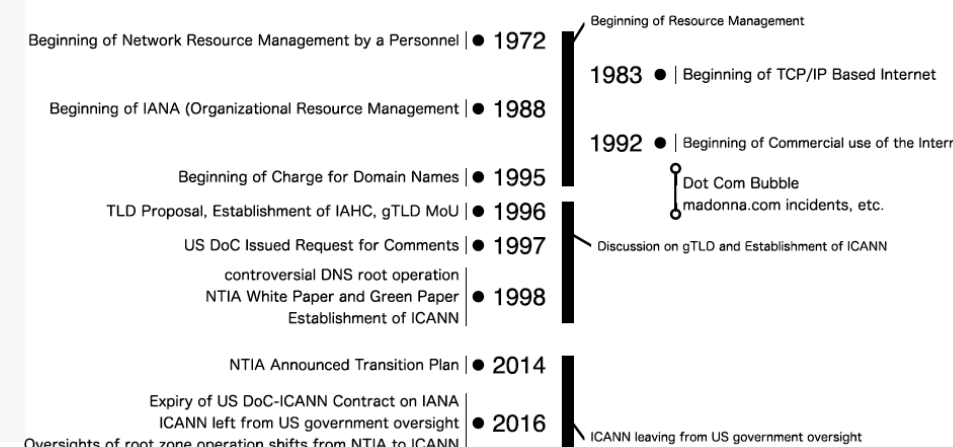 Beginning of Resource Management
Beginning of Network Resource Management by a Personnel
1972
1983
Beginning of TCP/IP Based Internet
Beginning of IANA (Organizational Resource Management
1988
1992
Beginning of Commercial use of the
Beginning of Charge for Domain Names
1995
Dot Com Bubble
madonna.com incidents, etc.
TLD Proposal, Establishment of IAHC, gTLD MoU
1996
US DoC Issued Request for Comments
1997
Discussion on gTLD and Establishment of ICANN
controversial DNS root operation
NTIA White Paper and Green Paper
Establishment of ICANN
1998
NTIA Announced Transition Plan
2014
Expiry of US DoC-ICANN Contract on IANA
ICANN left from US government oversight
2016
Oversights of root zone operation shifts from NTIA to ICANN
ICANN leaving from US government oversight